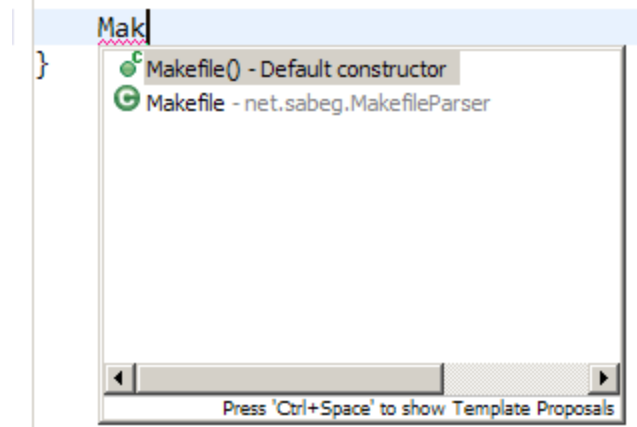 Mak
}
Makefile() - Default constructor
Makefile - net.sabeg.MakefileParser
Press 'Ctrl+Space' to show Template Proposals